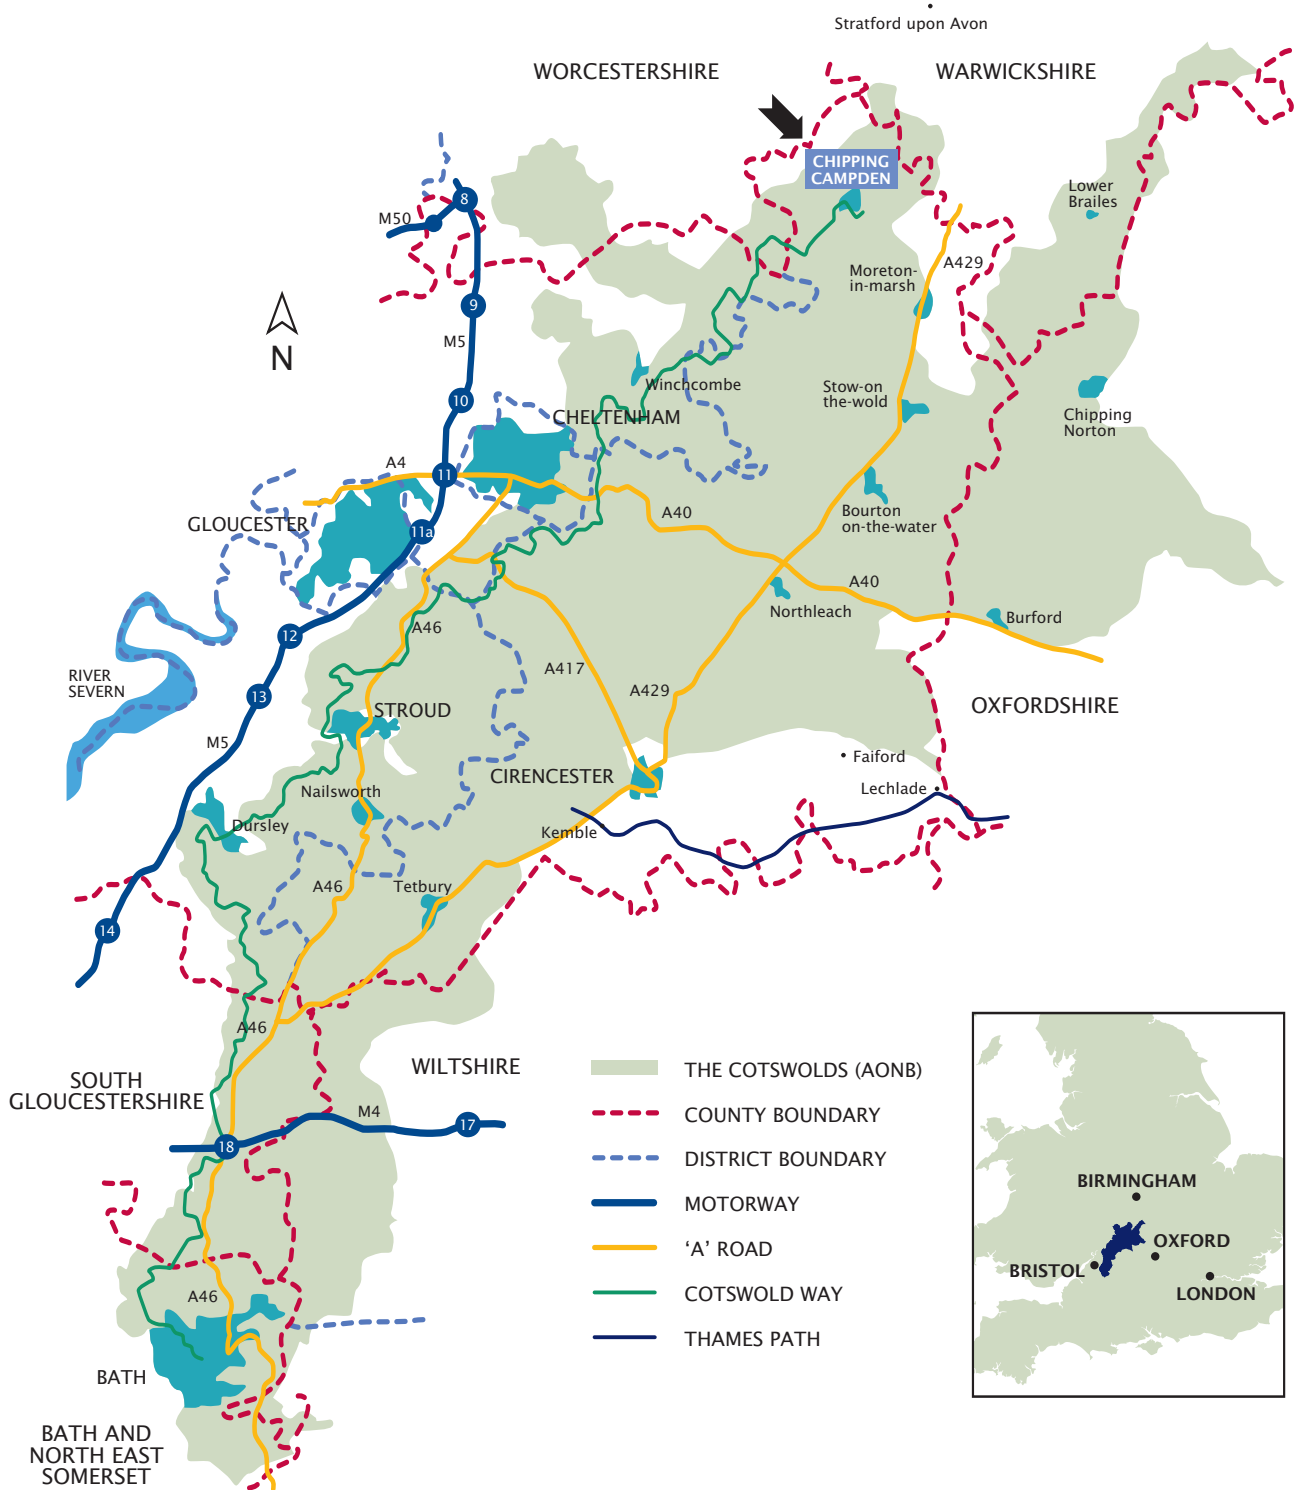 Stratford upon Avon
WORCESTERSHIRE
WARWICKSHIRE
CHIPPING
CAMPDEN
Lower
Brailes
8
M50
A429
Moreton-
in-marsh
9
M5
N
Winchcombe
Stow-on
the-wold
10
CHELTENHAM
Chipping
Norton
A4
11
GLOUCESTER
11a
A40
Bourton
on-the-water
A40
Northleach
Burford
12
A46
RIVER
SEVERN
13
A417
A429
STROUD
OXFORDSHIRE
M5
Faiford
CIRENCESTER
Nailsworth
Lechlade
Dursley
Kemble
A46
Tetbury
14
A46
WILTSHIRE
SOUTH
GLOUCESTERSHIRE
M4
17
18
A46
BATH
BATH AND
NORTH EAST
SOMERSET
THE COTSWOLDS (AONB)
COUNTY BOUNDARY
DISTRICT BOUNDARY
MOTORWAY
‘A’ ROAD
COTSWOLD WAY
THAMES PATH
BIRMINGHAM
OXFORD
BRISTOL
LONDON